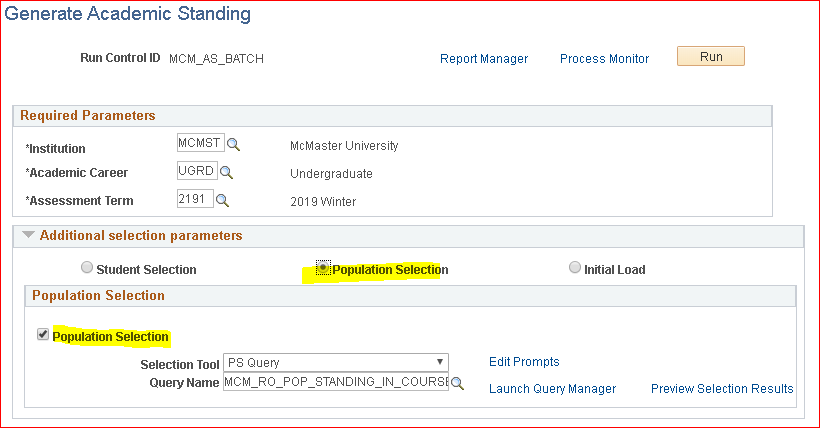 Generate Academic Standing
Run Control ID MCM_AS_BATCH Report Manager Process Monitor Run
Required Parameters
*Institution MCMST McMaster University
*Academic Career UGRD Undergraduate
*Assessment Term 2191 2019 Winter
Additional selection parameters
Student Selection Population Selection Initial Load
Population Selection
Population Selection
Selection Tool PS Query Edit Prompts
Query Name MCM_RO_POP_STANDING_IN_COURSE
Launch Query Manager Preview Selection Results